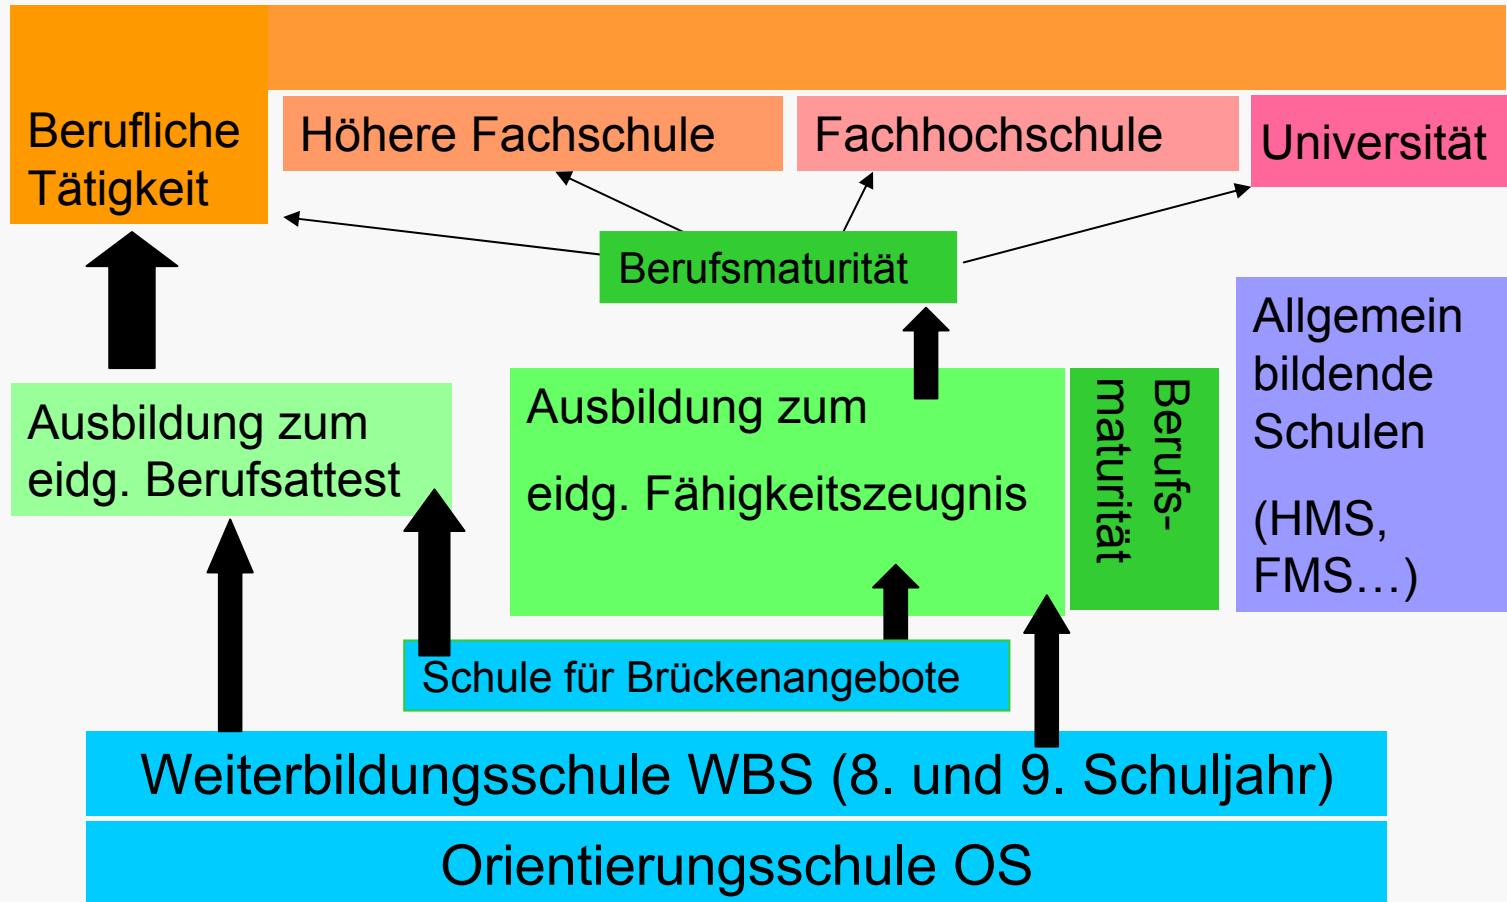 Berufliche
Tätigkeit
Höhere Fachschule
Fachhochschule
Universität
Berufsmaturität
Allgemein
bildende
Schulen
(HMS,
FMS…)
Ausbildung zum
eidg. Berufsattest
Ausbildung zum
eidg. Fähigkeitszeugnis
Berufs-
maturität
Schule für Brückenangebote
Weiterbildungsschule WBS (8. und 9. Schuljahr)
Orientierungsschule OS